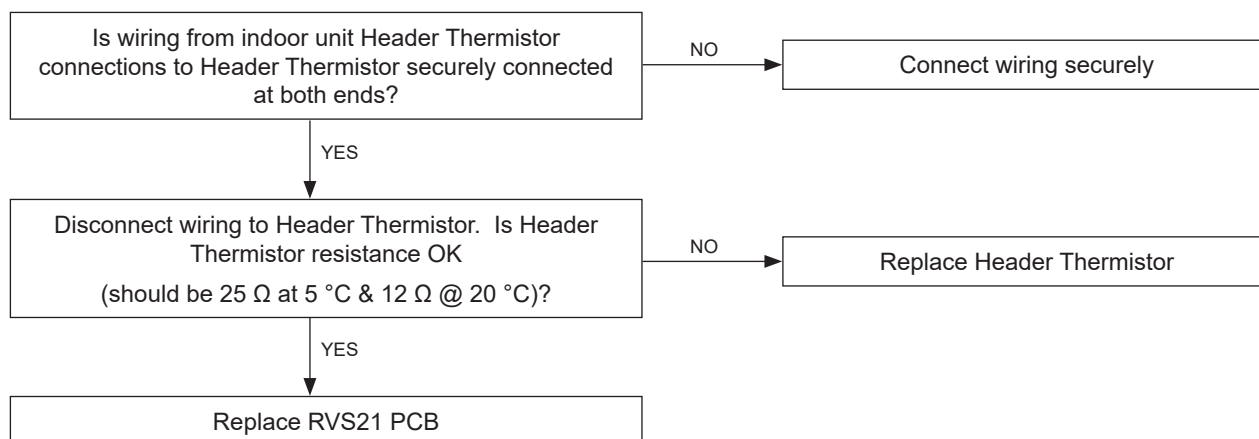 Is wiring from indoor unit Header Thermistor
connections to Header Thermistor securely connected
at both ends?
NO
Connect wiring securely
YES
Disconnect wiring to Header Thermistor.  Is Header
Thermistor resistance OK
(should be 25 Ω at 5 °C & 12 Ω @ 20 °C)?
NO
Replace Header Thermistor
YES
Replace RVS21 PCB